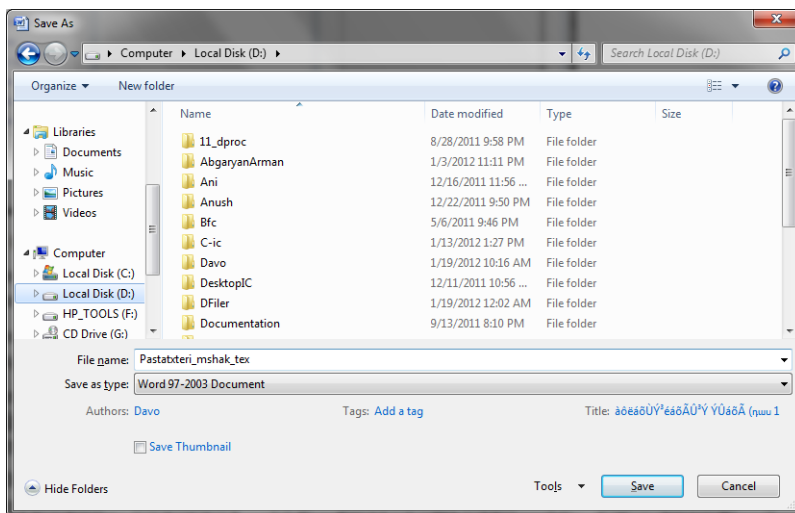 Save As
Computer ▸ Local Disk (D:) ▸
Search Local Disk (D:)
Organize
New folder
Name Date modified Type Size
Libraries
Documents
Music
Pictures
Videos
Computer
Local Disk (C:)
Local Disk (D:)
HP_TOOLS (F:)
CD Drive (G:)
11_dproc 8/28/2011 9:58 PM File folder
AbgaryanArman 1/3/2012 11:11 PM File folder
Ani 12/16/2011 11:56 ... File folder
Anush 12/22/2011 9:50 PM File folder
Bfc 5/6/2011 9:46 PM File folder
C-ic 1/13/2012 1:27 PM File folder
Davo 1/19/2012 10:16 AM File folder
DesktopIC 12/11/2011 10:56 ... File folder
DFiler 1/19/2012 12:02 AM File folder
Documentation 9/13/2011 8:10 PM File folder
File name: Pastatxteri_mshak_tex
Save as type: Word 97-2003 Document
Authors: Davo Tags: Add a tag Title: (դաս 1
Save Thumbnail
Hide Folders
Tools Save Cancel